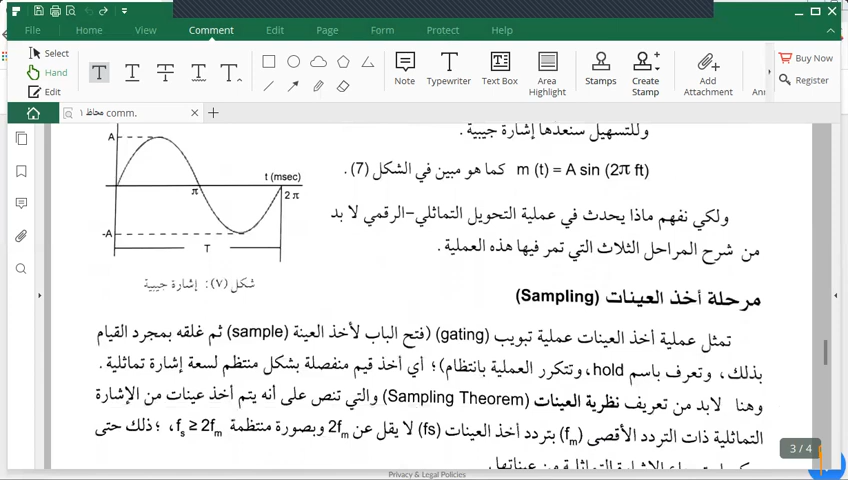 File
Home
View
Comment
Edit
Page
Protect
Help
Select
Hand
Edit
T
T
T
T
T
Note
Typewriter
Text Box
Area
Highlight
Stamps
Create
Stamp
Add
Attachment
Buy Now
Register
محاظ ١ comm.
وللتسهيل سنعدها إشارة جيبية .
m (t) = A sin (2π ft) كما هو مبين في الشكل (7) .
ولكي نفهم ماذا يحدث في عملية التحويل التماثلي–الرقمي لا بد
من شرح المراحل الثلاث التي تمر فيها هذه العملية .
A
-A
π
2 π
t (msec)
T
شكل (٧): إشارة جيبية
مرحلة أخذ العينات (Sampling)
تمثل عملية أخذ العينات عملية تبويب (gating) (فتح الباب لأخذ العينة (sample) ثم غلقه بمجرد القيام
بذلك، وتعرف باسم hold، وتتكرر العملية بانتظام)؛ أي أخذ قيم منفصلة بشكل منتظم لسعة إشارة تماثلية .
وهنا لابد من تعريف نظرية العينات (Sampling Theorem) والتي تنص على أنه يتم أخذ عينات من الإشارة
التماثلية ذات التردد الأقصى (fm) بتردد أخذ العينات (fs) لا يقل عن 2fm وبصورة منتظمة fs ≥ 2fm ، ؛ ذلك حتى
الإشارة التماثلية من عيناتها.
3 / 4
Privacy & Legal Policies